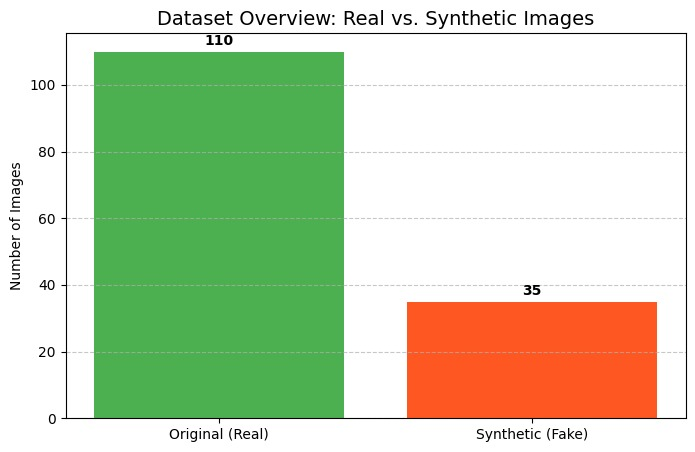 Dataset Overview: Real vs. Synthetic Images
110
100
80
60
40
20
0
35
Number of Images
Original (Real)
Synthetic (Fake)